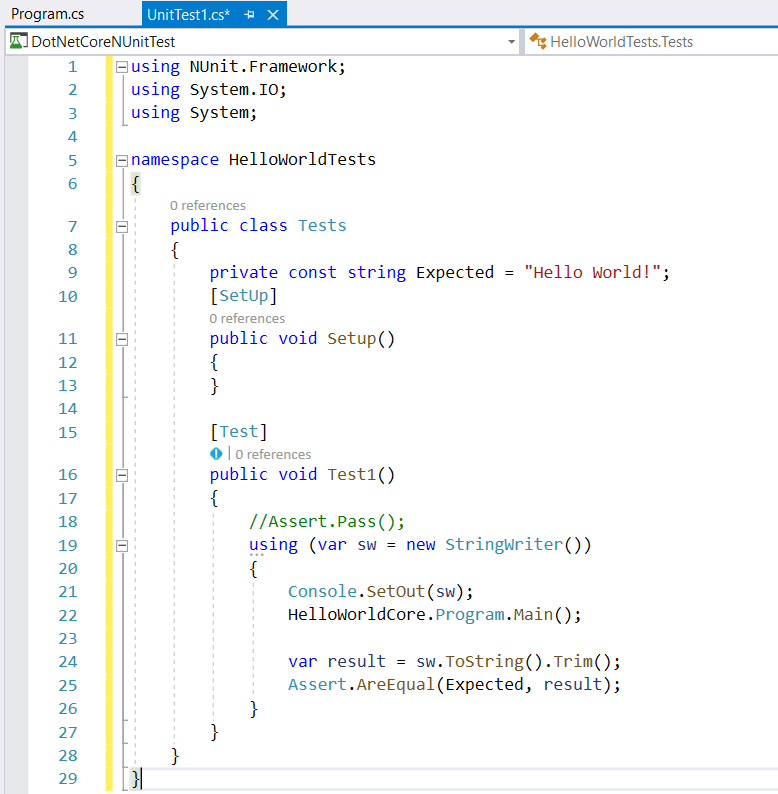 Program.cs UnitTest1.cs*
DotNetCoreNUnitTest HelloWorldTests.Tests
1 using NUnit.Framework;
2 using System.IO;
3 using System;
4
5 namespace HelloWorldTests
6 {
0 references
7 public class Tests
8 {
9 private const string Expected = "Hello World!";
10 [SetUp]
0 references
11 public void Setup()
12 {
13 }
14
15 [Test]
| 0 references
16 public void Test1()
17 {
18 //Assert.Pass();
19 using (var sw = new StringWriter())
20 {
21 Console.SetOut(sw);
22 HelloWorldCore.Program.Main();
23
24 var result = sw.ToString().Trim();
25 Assert.AreEqual(Expected, result);
26 }
27 }
28 }
29 }